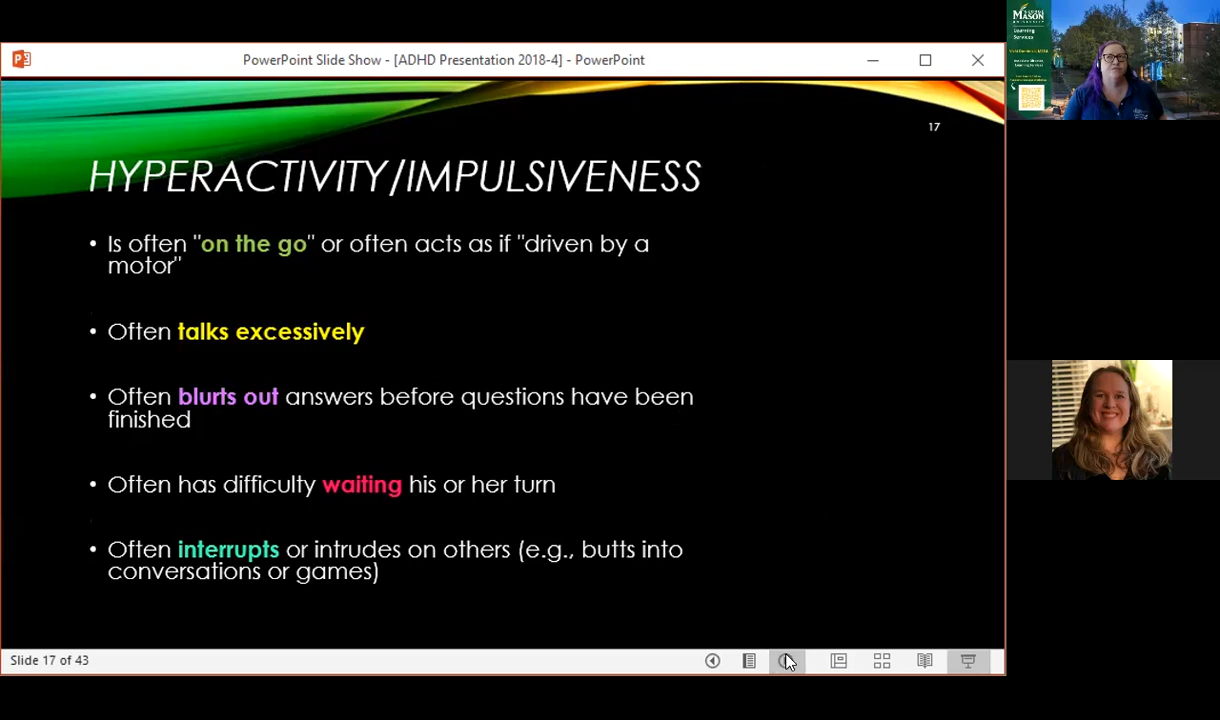 PowerPoint Slide Show - [ADHD Presentation 2018-4] - PowerPoint
17
HYPERACTIVITY/IMPULSIVENESS
• Is often "on the go" or often acts as if "driven by a
motor"
• Often talks excessively
• Often blurts out answers before questions have been
finished
• Often has difficulty waiting his or her turn
• Often interrupts or intrudes on others (e.g., butts into
conversations or games)
Slide 17 of 43
MASON
Learning
Services